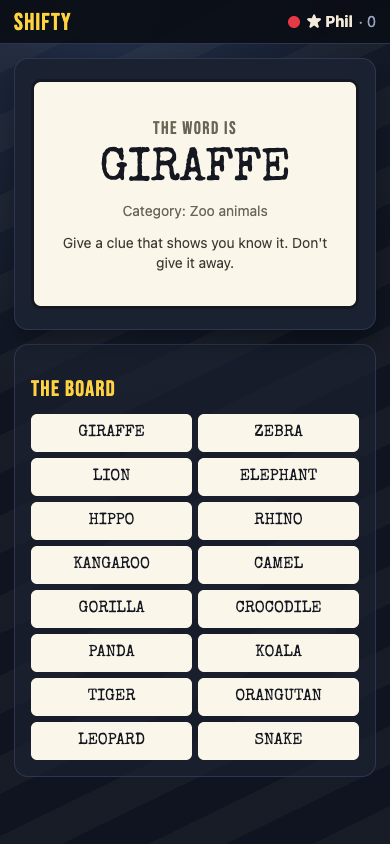 SHIFTY
★ Phil · 0
THE WORD IS
GIRAFFE
Category: Zoo animals
Give a clue that shows you know it. Don't
give it away.
THE BOARD
GIRAFFE ZEBRA
LION ELEPHANT
HIPPO RHINO
KANGAROO CAMEL
GORILLA CROCODILE
PANDA KOALA
TIGER ORANGUTAN
LEOPARD SNAKE